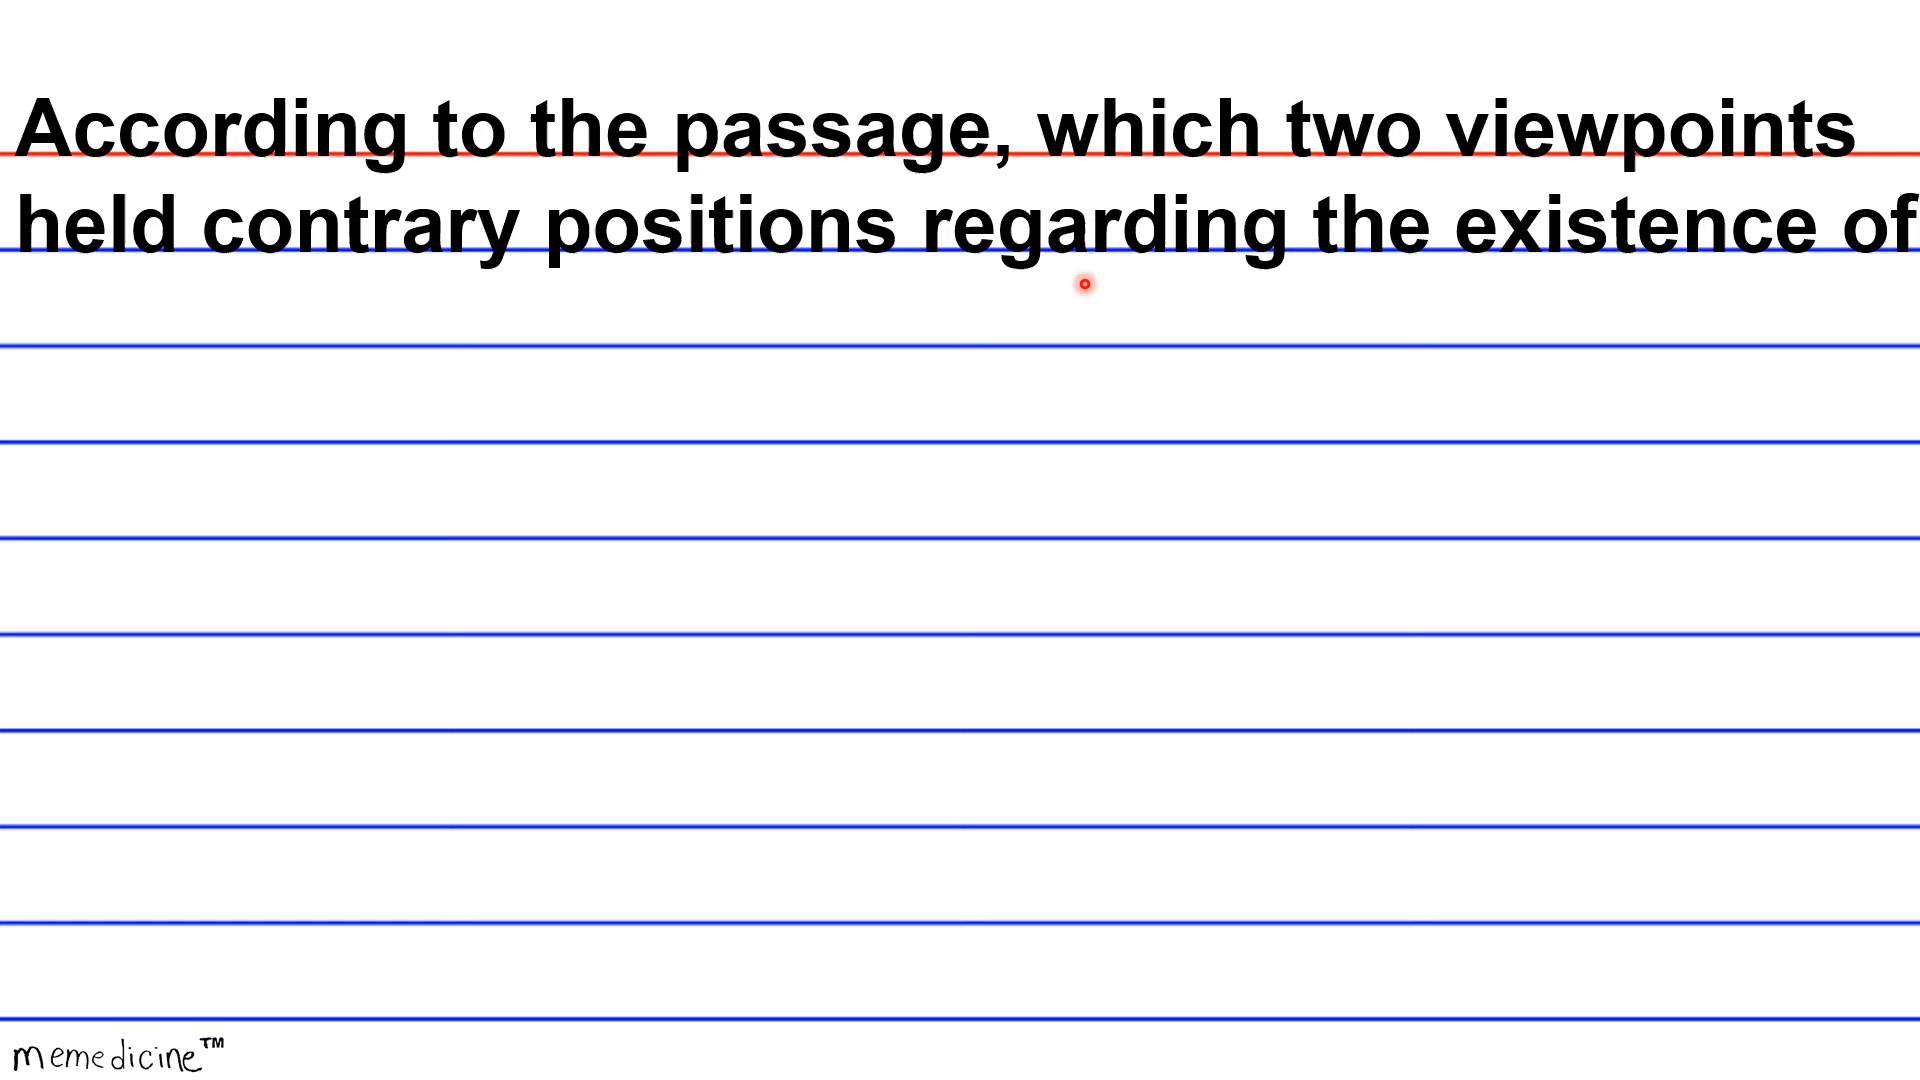 According to the passage, which two viewpoints
held contrary positions regarding the existence of
memedicine™